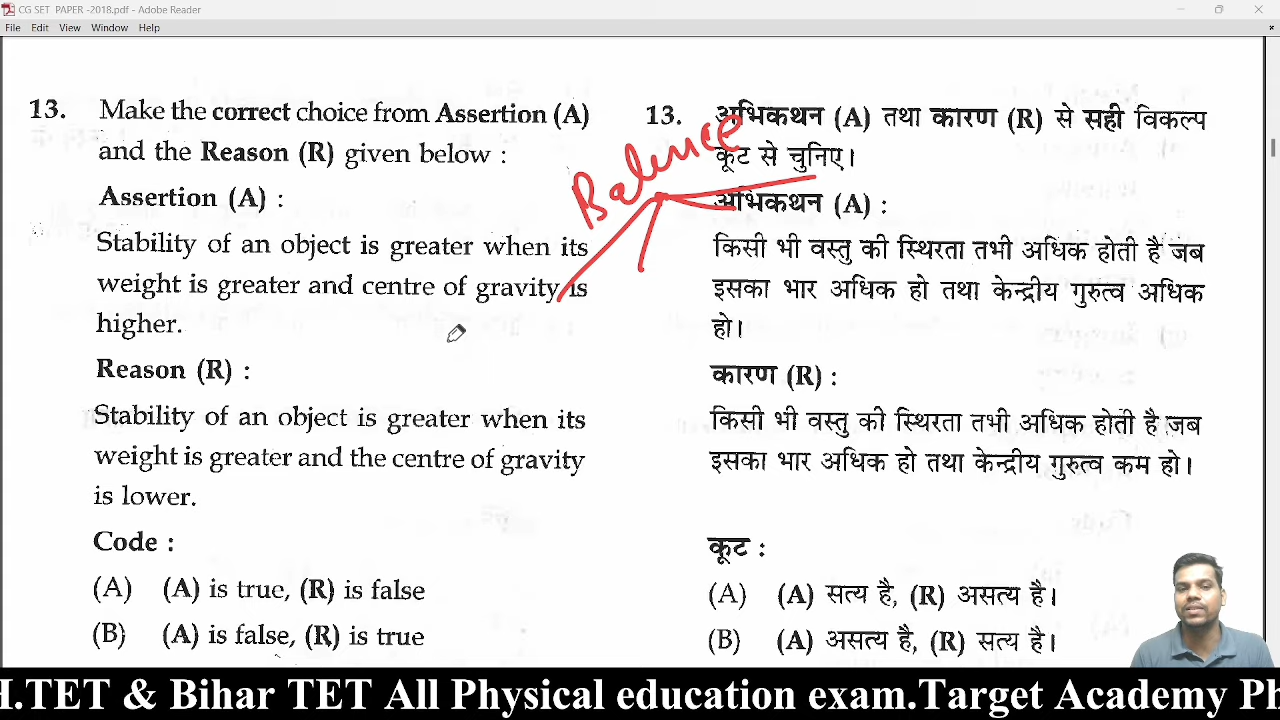 CG SET PAPER -2018.pdf - Adobe Reader
File Edit View Window Help
13. Make the correct choice from Assertion (A)
and the Reason (R) given below :
Assertion (A) :
Stability of an object is greater when its
weight is greater and centre of gravity is
higher.
Reason (R) :
Stability of an object is greater when its
weight is greater and the centre of gravity
is lower.
Code :
(A) (A) is true, (R) is false
(B) (A) is false, (R) is true
13. अभिकथन (A) तथा कारण (R) से सही विकल्प
कूट से चुनिए।
अभिकथन (A) :
किसी भी वस्तु की स्थिरता तभी अधिक होती है जब
इसका भार अधिक हो तथा केन्द्रीय गुरुत्व अधिक
हो।
कारण (R) :
किसी भी वस्तु की स्थिरता तभी अधिक होती है जब
इसका भार अधिक हो तथा केन्द्रीय गुरुत्व कम हो।
कूट :
(A) (A) सत्य है, (R) असत्य है।
(B) (A) असत्य है, (R) सत्य है।
Balence
H.TET & Bihar TET All Physical education exam.Target Academy Ph